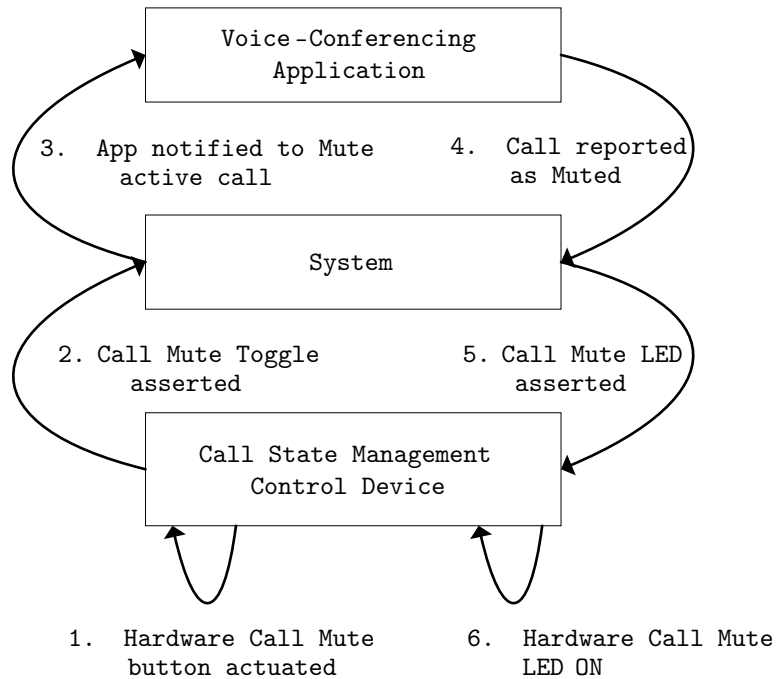 Voice-Conferencing
Application
3. App notified to Mute
active call
4. Call reported
as Muted
System
2. Call Mute Toggle
asserted
5. Call Mute LED
asserted
Call State Management
Control Device
1. Hardware Call Mute
button actuated
6. Hardware Call Mute
LED ON